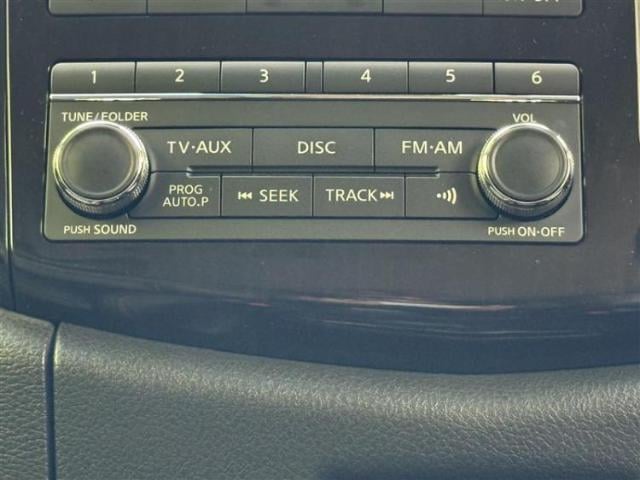 1 2 3 4 5 6
TUNE/FOLDER VOL
TV·AUX DISC FM·AM
PROG
AUTO.P
⏮ SEEK TRACK ⏭
PUSH SOUND PUSH ON·OFF